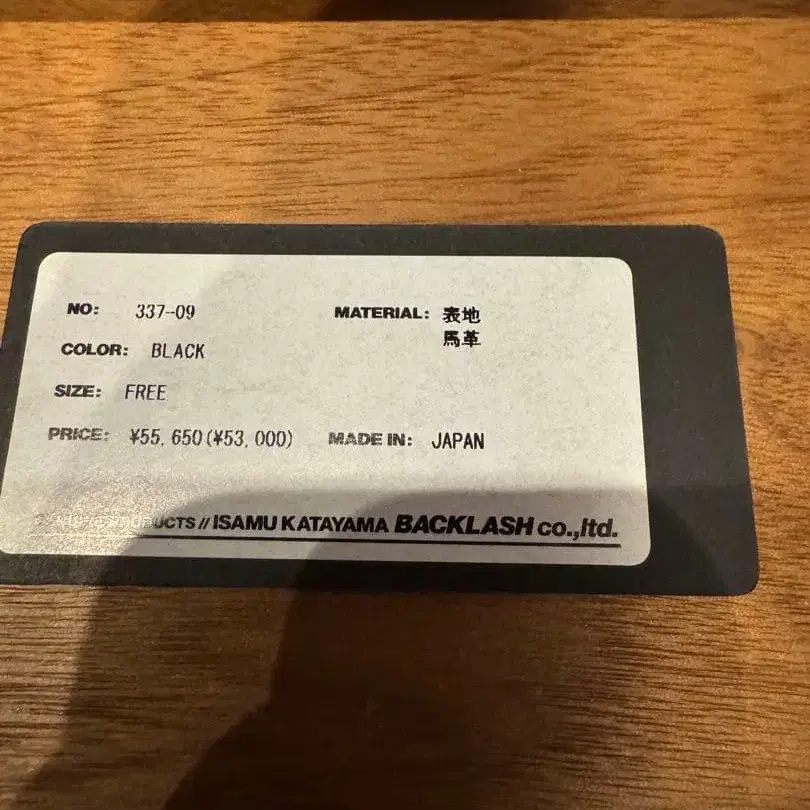 NO: 337-09
MATERIAL: 表地
馬革
COLOR: BLACK
SIZE: FREE
PRICE: ¥55,650(¥53,000) MADE IN: JAPAN
// ISAMU KATAYAMA BACKLASH co.,ltd.